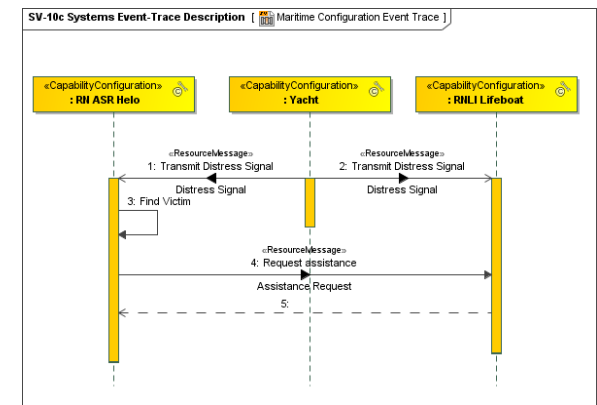 SV-10c Systems Event-Trace Description [ Maritime Configuration Event Trace ]
«CapabilityConfiguration» «CapabilityConfiguration» «CapabilityConfiguration»
: RN ASR Helo : Yacht : RNLI Lifeboat
«ResourceMessage» «ResourceMessage»
1: Transmit Distress Signal 2: Transmit Distress Signal
Distress Signal Distress Signal
3: Find Victim
«ResourceMessage»
4: Request assistance
Assistance Request
5: